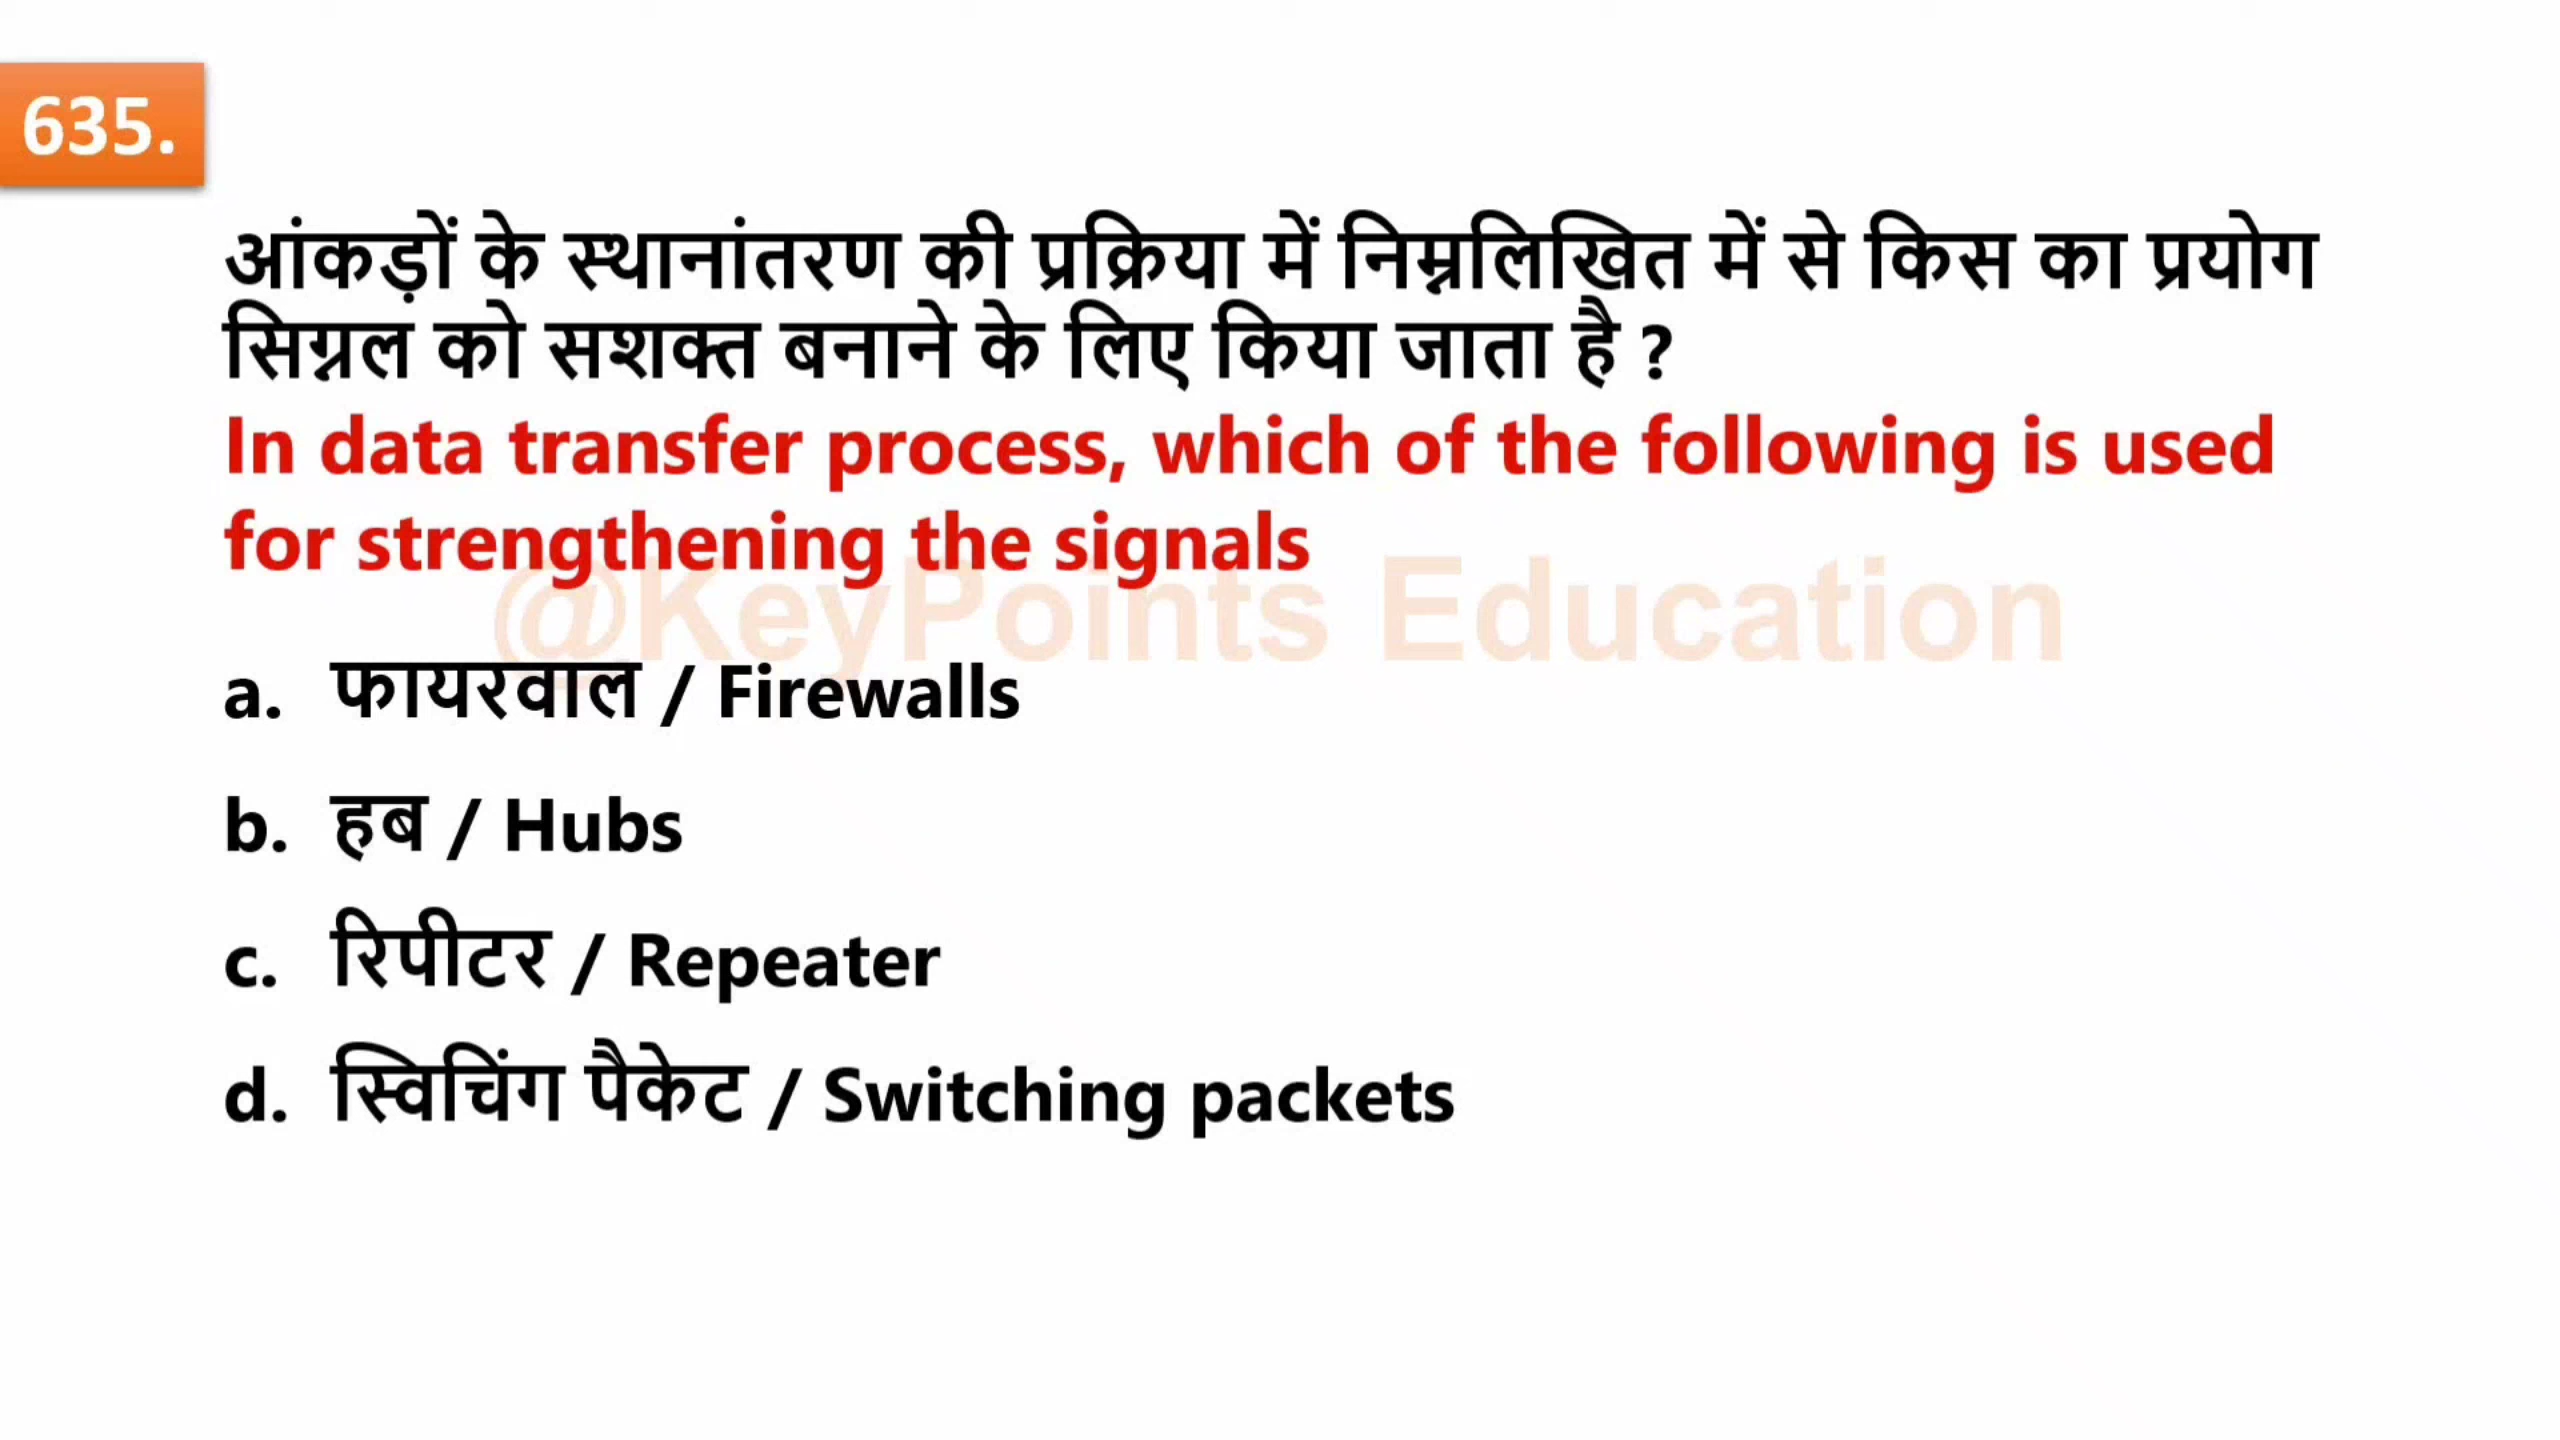 635.
आंकड़ों के स्थानांतरण की प्रक्रिया में निम्नलिखित में से किस का प्रयोग
सिग्नल को सशक्त बनाने के लिए किया जाता है ?
In data transfer process, which of the following is used
for strengthening the signals
@KeyPoints Education
a. फायरवाल / Firewalls
b. हब / Hubs
c. रिपीटर / Repeater
d. स्विचिंग पैकेट / Switching packets